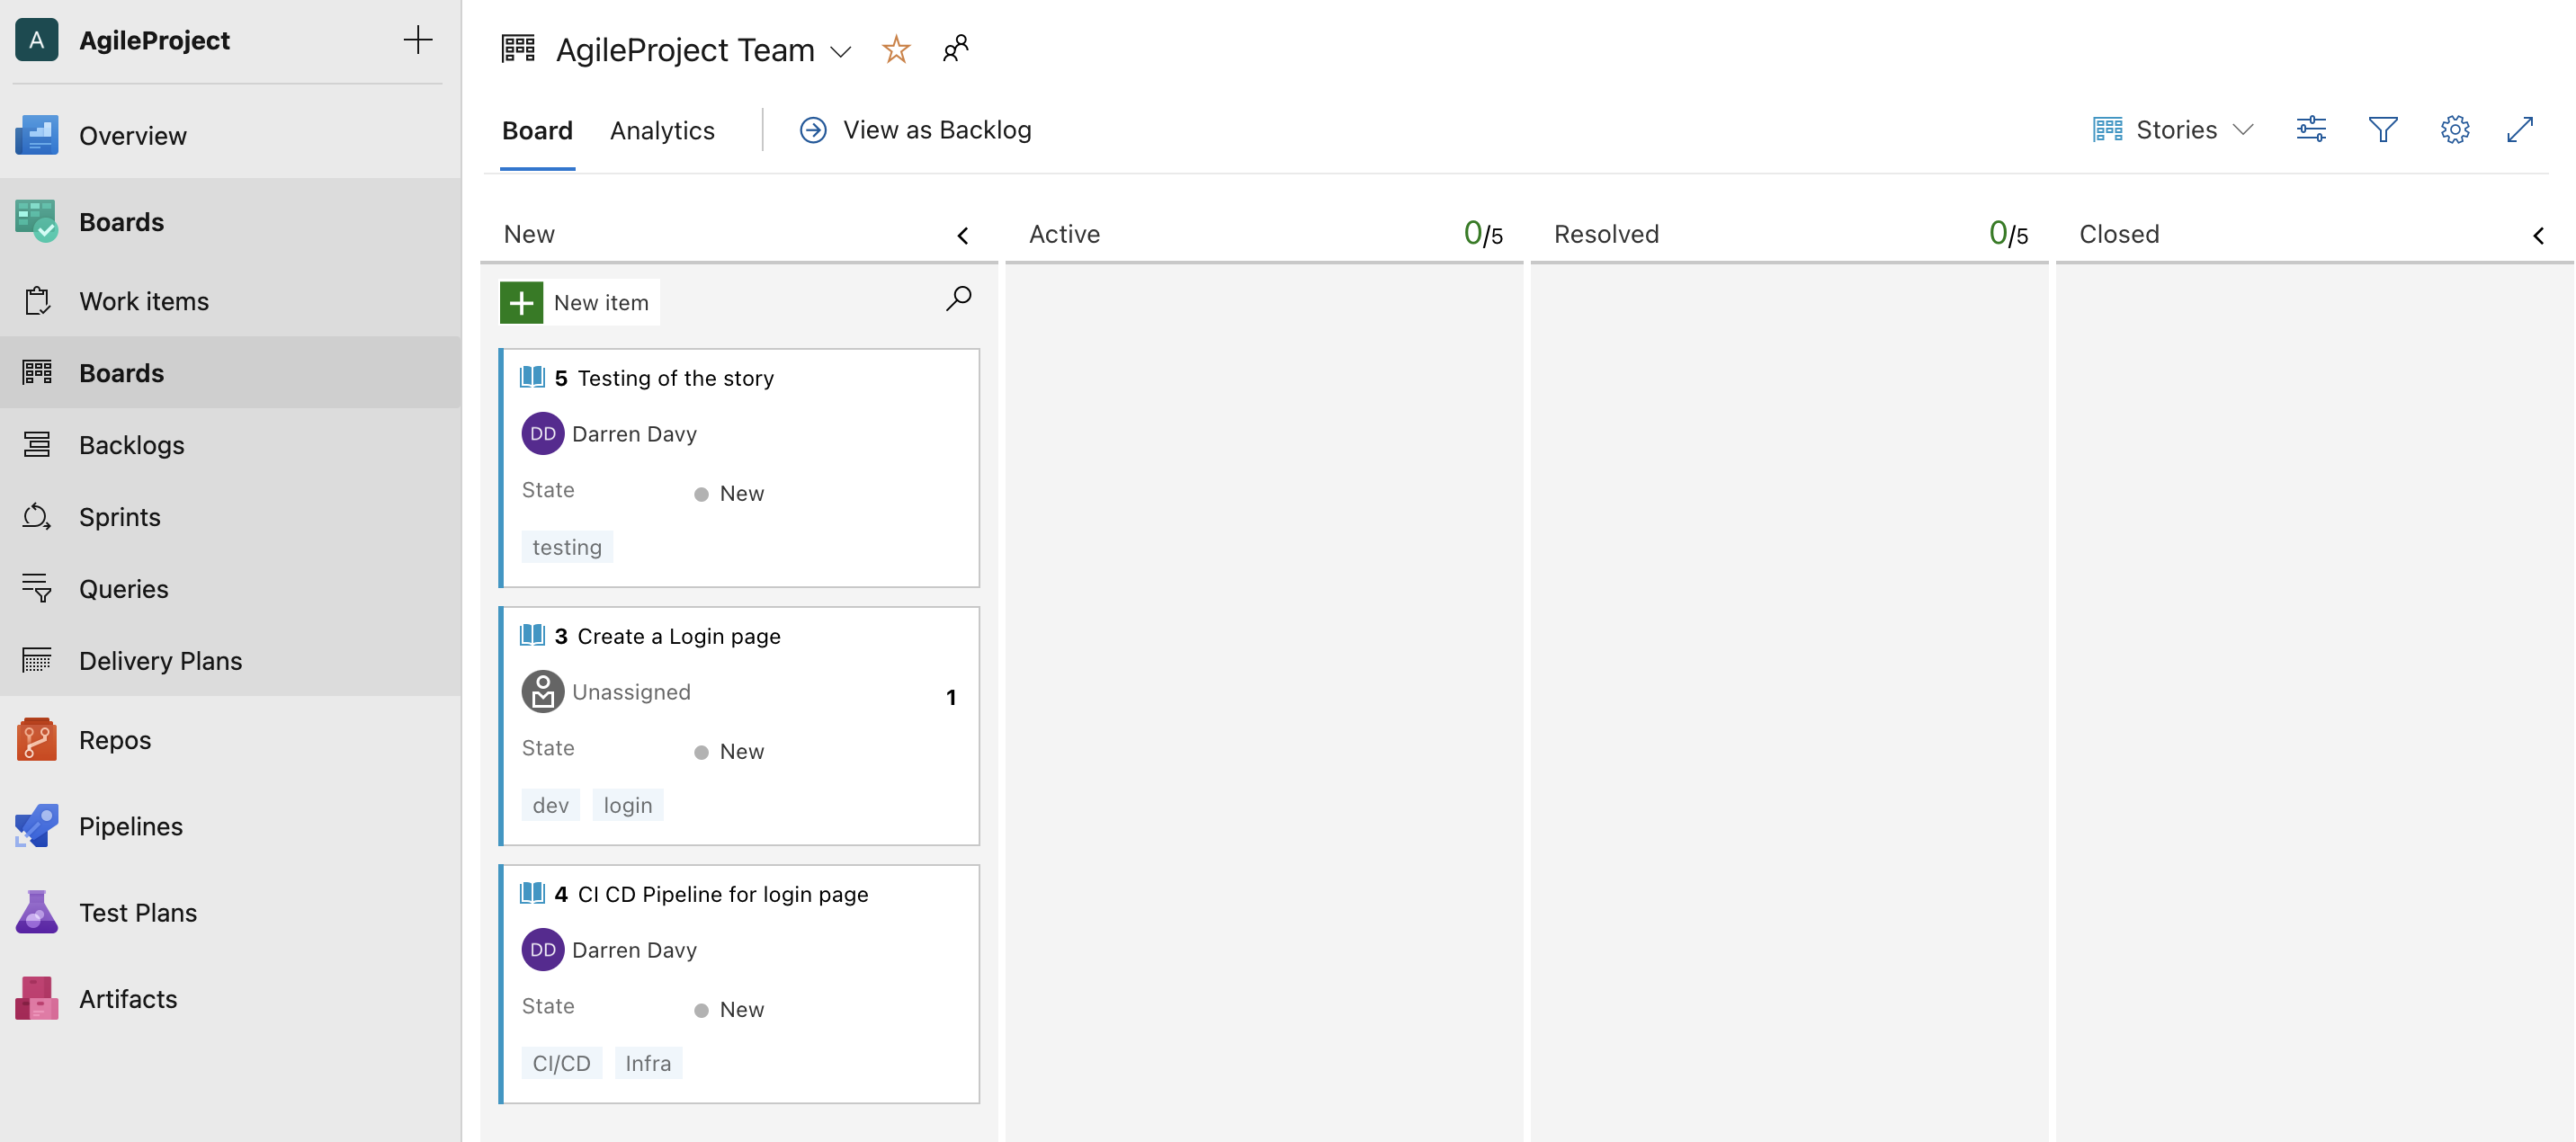 A AgileProject
Overview
Boards
Work items
Boards
Backlogs
Sprints
Queries
Delivery Plans
Repos
Pipelines
Test Plans
Artifacts
AgileProject Team
Board Analytics View as Backlog Stories
New Active 0/5 Resolved 0/5 Closed
New item
5 Testing of the story
DD Darren Davy
State New
testing
3 Create a Login page
Unassigned 1
State New
dev login
4 CI CD Pipeline for login page
DD Darren Davy
State New
CI/CD Infra